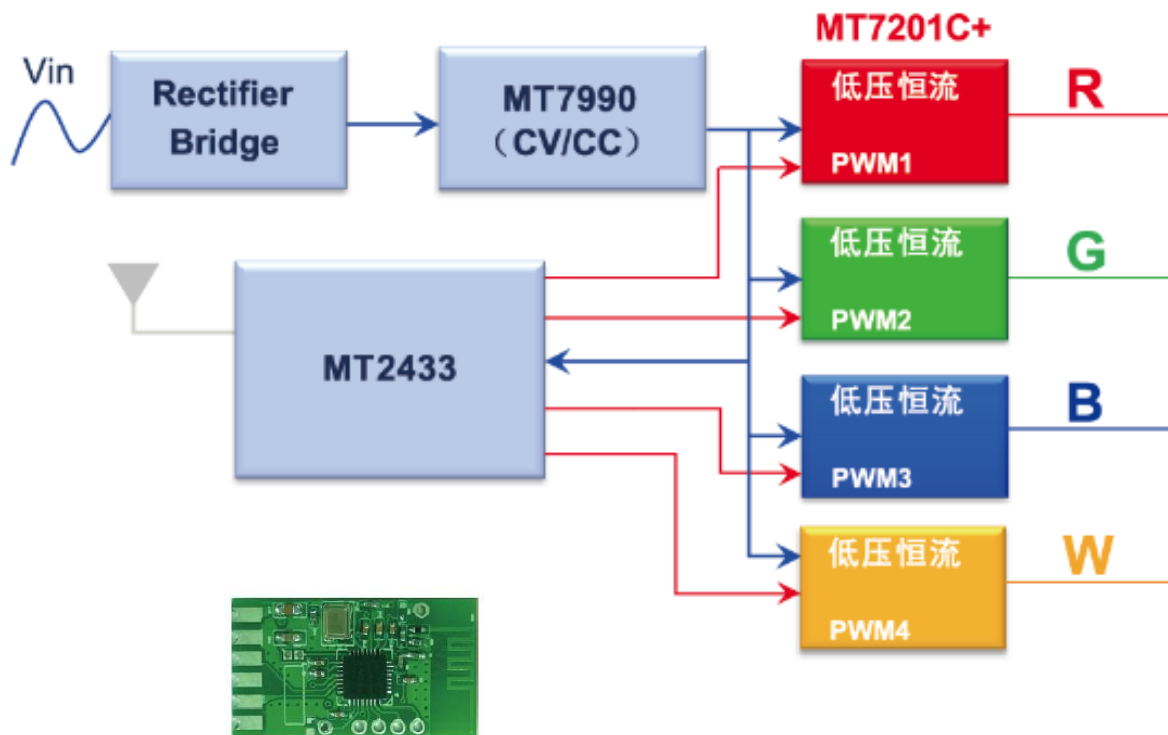 MT7201C+
Vin
Rectifier
Bridge
MT7990
（CV/CC）
低压恒流
PWM1
R
低压恒流
PWM2
G
MT2433
低压恒流
PWM3
B
低压恒流
PWM4
W